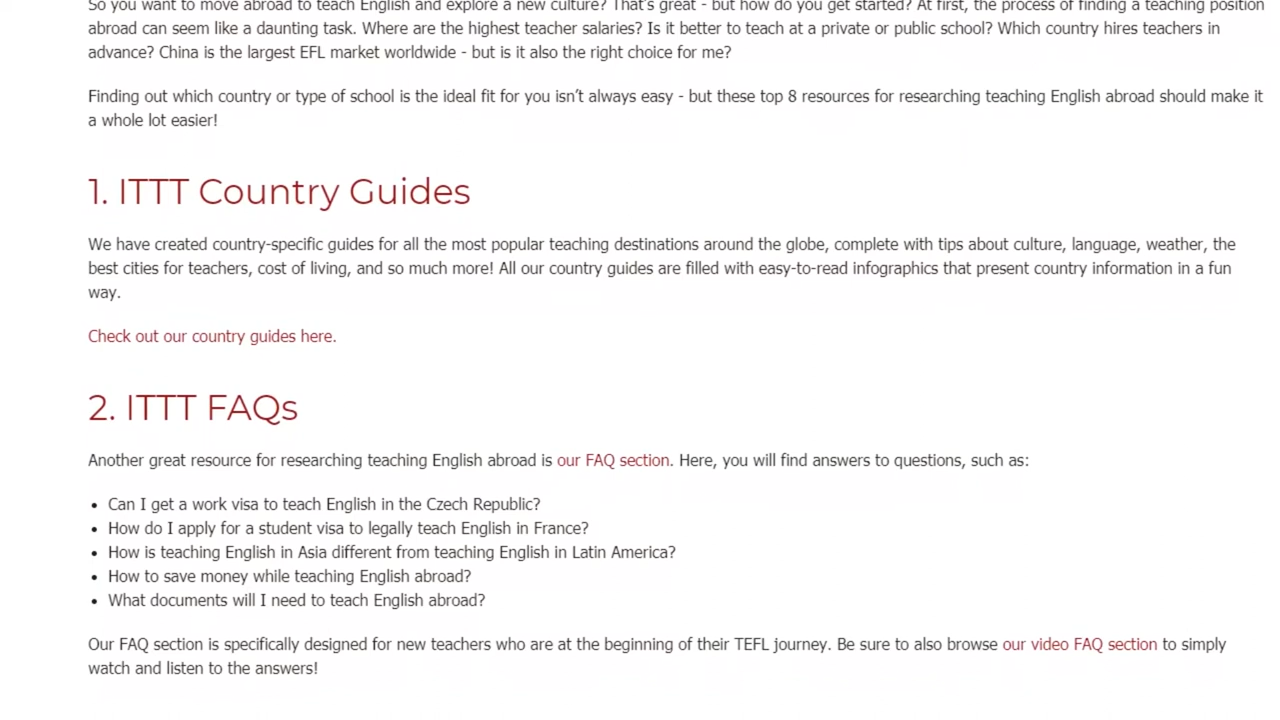 So you want to move abroad to teach English and explore a new culture? That's great - but how do you get started? At first, the process of finding a teaching position
abroad can seem like a daunting task. Where are the highest teacher salaries? Is it better to teach at a private or public school? Which country hires teachers in
advance? China is the largest EFL market worldwide - but is it also the right choice for me?
Finding out which country or type of school is the ideal fit for you isn't always easy - but these top 8 resources for researching teaching English abroad should make it
a whole lot easier!
1. ITTT Country Guides
We have created country-specific guides for all the most popular teaching destinations around the globe, complete with tips about culture, language, weather, the
best cities for teachers, cost of living, and so much more! All our country guides are filled with easy-to-read infographics that present country information in a fun
way.
Check out our country guides here.
2. ITTT FAQs
Another great resource for researching teaching English abroad is our FAQ section. Here, you will find answers to questions, such as:
• Can I get a work visa to teach English in the Czech Republic?
• How do I apply for a student visa to legally teach English in France?
• How is teaching English in Asia different from teaching English in Latin America?
• How to save money while teaching English abroad?
• What documents will I need to teach English abroad?
Our FAQ section is specifically designed for new teachers who are at the beginning of their TEFL journey. Be sure to also browse our video FAQ section to simply
watch and listen to the answers!